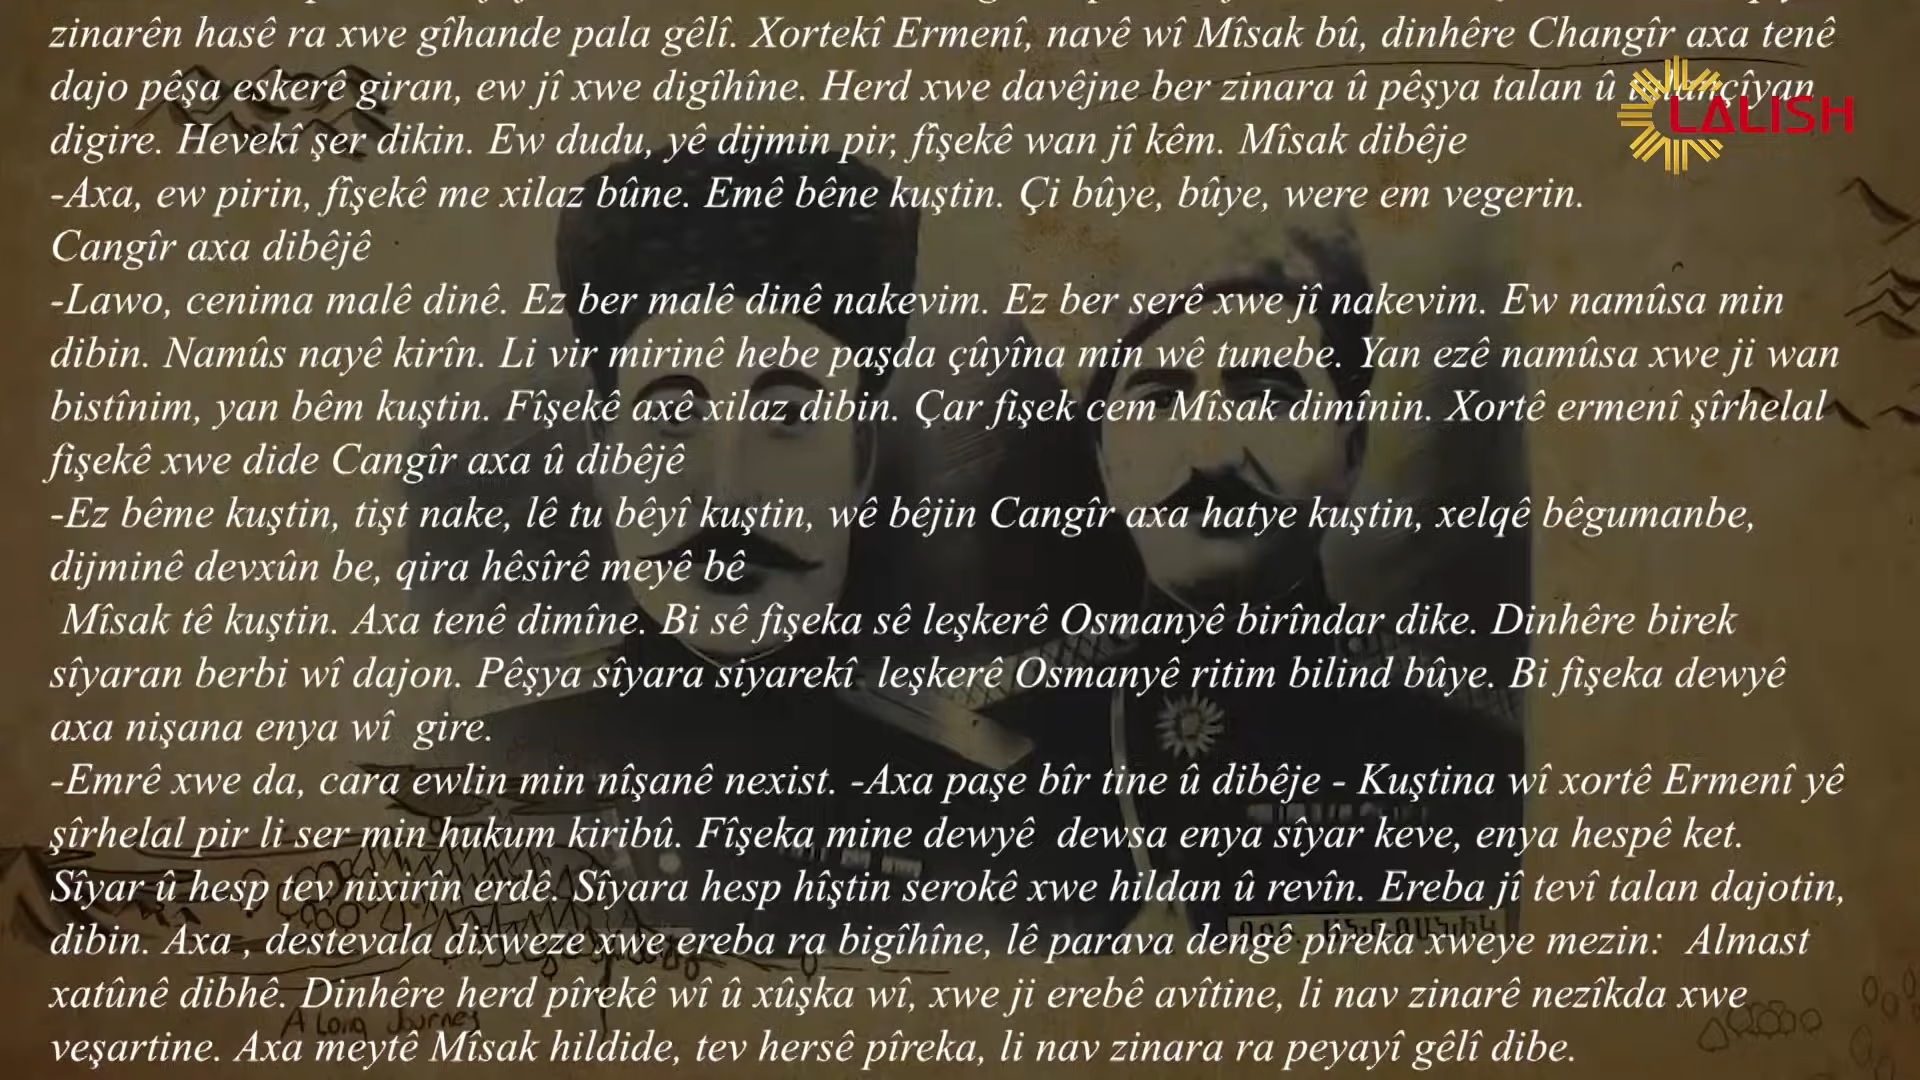 zinarên hasê ra xwe gîhande pala gêlî. Xortekî Ermenî, navê wî Mîsak bû, dinhêre Changîr axa tenê
dajo pêşa eskerê giran, ew jî xwe digîhîne. Herd xwe davêjne ber zinara û pêşya talan û talançîyan
digire. Hevekî şer dikin. Ew dudu, yê dijmin pir, fîşekê wan jî kêm. Mîsak dibêje
LALISH
-Axa, ew pirin, fîşekê me xilaz bûne. Emê bêne kuştin. Çi bûye, bûye, were em vegerin.
Cangîr axa dibêjê
-Lawo, cenima malê dinê. Ez ber malê dinê nakevim. Ez ber serê xwe jî nakevim. Ew namûsa min
dibin. Namûs nayê kirîn. Li vir mirinê hebe paşda çûyîna min wê tunebe. Yan ezê namûsa xwe ji wan
bistînim, yan bêm kuştin. Fîşekê axê xilaz dibin. Çar fişek cem Mîsak dimînin. Xortê ermenî şîrhelal
fişekê xwe dide Cangîr axa û dibêjê
-Ez bême kuştin, tişt nake, lê tu bêyî kuştin, wê bêjin Cangîr axa hatye kuştin, xelqê bêgumanbe,
dijminê devxûn be, qira hêsîrê meyê bê
Mîsak tê kuştin. Axa tenê dimîne. Bi sê fişeka sê leşkerê Osmanyê birîndar dike. Dinhêre birek
sîyaran berbi wî dajon. Pêşya sîyara siyarekî leşkerê Osmanyê ritim bilind bûye. Bi fişeka dewyê
axa nişana enya wî gire.
-Emrê xwe da, cara ewlin min nîşanê nexist. -Axa paşe bîr tine û dibêje - Kuştina wî xortê Ermenî yê
şîrhelal pir li ser min hukum kiribû. Fîşeka mine dewyê dewsa enya sîyar keve, enya hespê ket.
Sîyar û hesp tev nixirîn erdê. Sîyara hesp hîştin serokê xwe hildan û revîn. Ereba jî tevî talan dajotin,
dibin. Axa , destevala dixweze xwe ereba ra bigîhîne, lê parava dengê pîreka xweye mezin: Almast
xatûnê dibhê. Dinhêre herd pîrekê wî û xûşka wî, xwe ji erebê avîtine, li nav zinarê nezîkda xwe
A Long Journey
veşartine. Axa meytê Mîsak hildide, tev hersê pîreka, li nav zinara ra peyayî gêlî dibe.